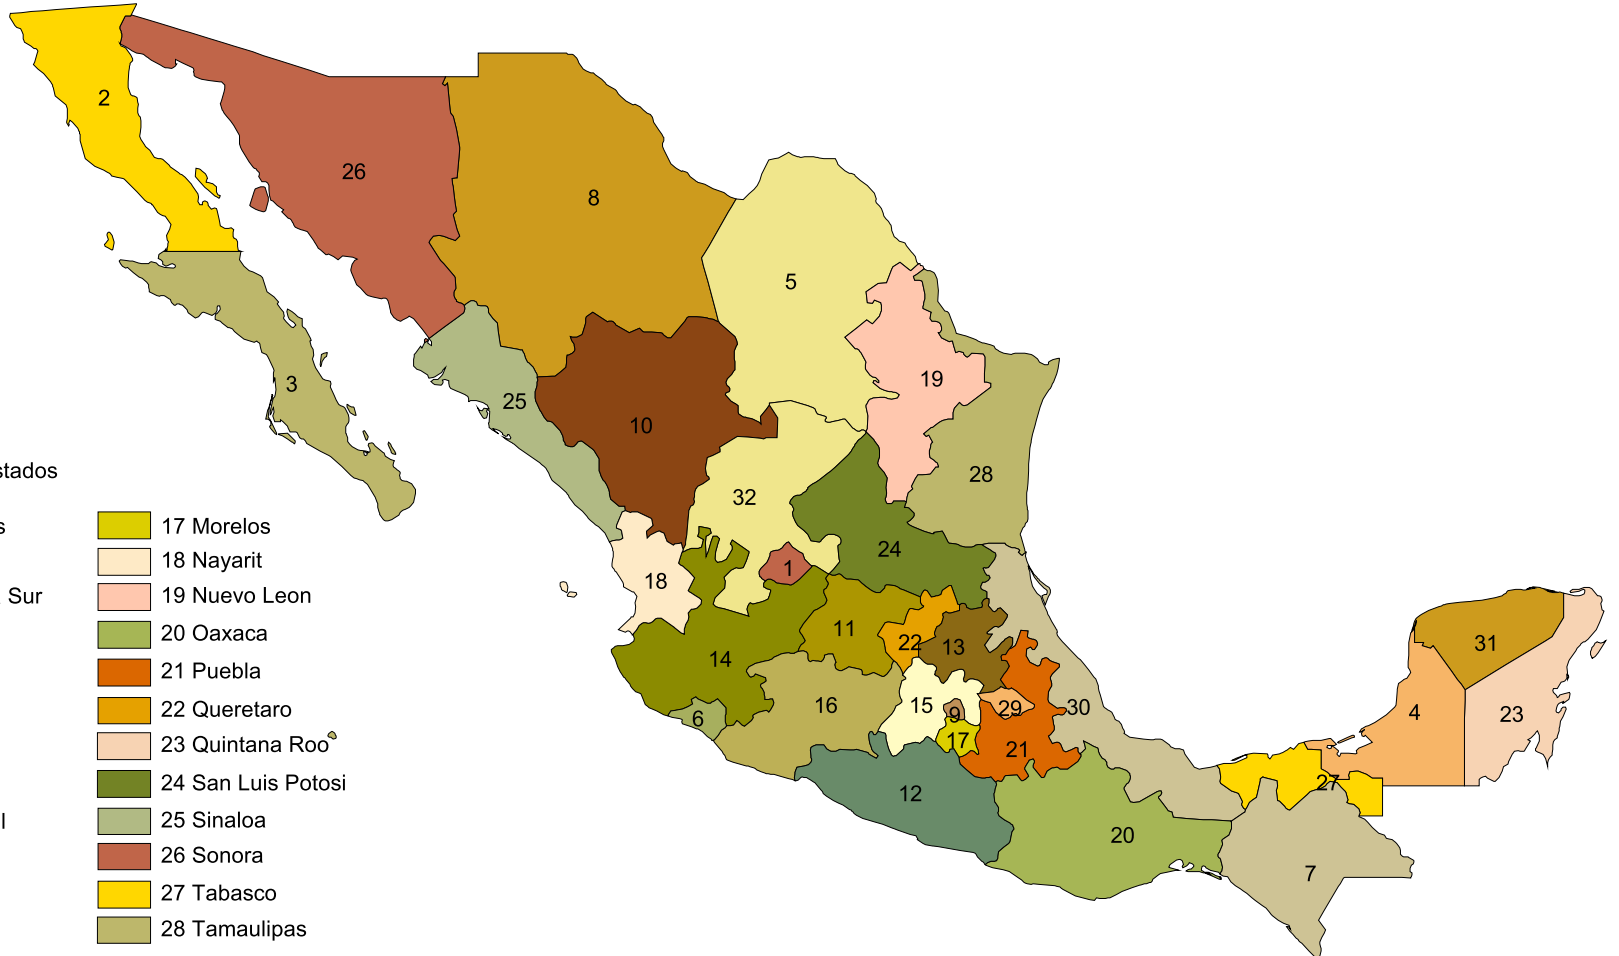 2
26
8
5
3
25
10
19
28
32
24
18
1
14
11
22
13
6
16
15
9
29
30
17
21
12
20
27
7
4
31
23
stados
s
Sur
l
17 Morelos
18 Nayarit
19 Nuevo Leon
20 Oaxaca
21 Puebla
22 Queretaro
23 Quintana Roo
24 San Luis Potosi
25 Sinaloa
26 Sonora
27 Tabasco
28 Tamaulipas